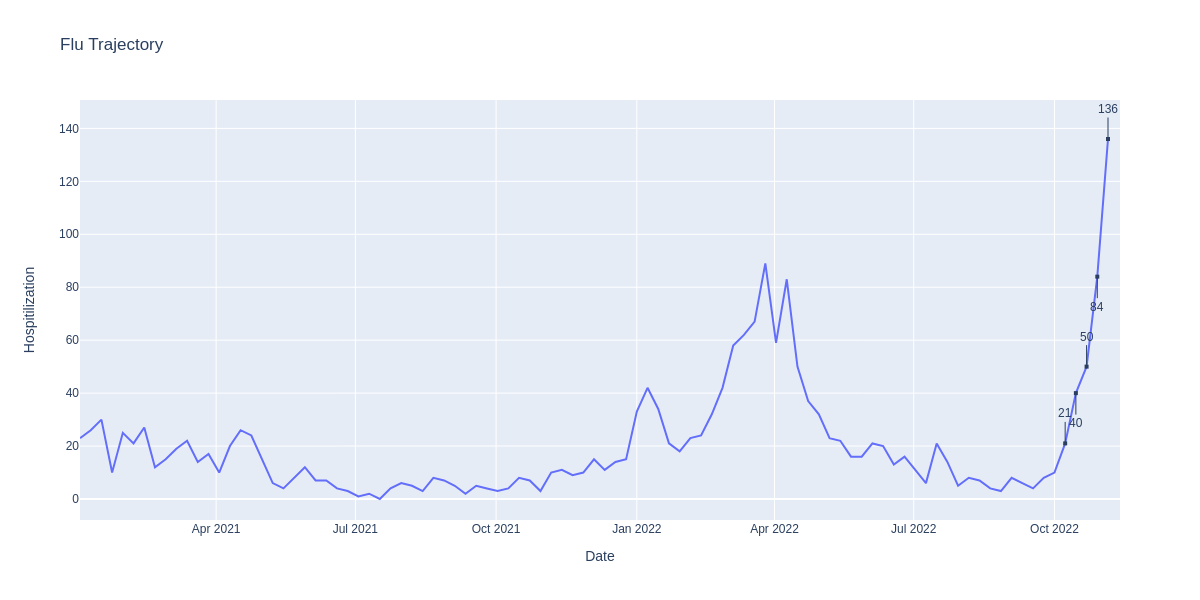 Flu Trajectory
Hospitilization
140
120
100
80
60
40
20
0
136
84
50
21
40
Apr 2021
Jul 2021
Oct 2021
Jan 2022
Apr 2022
Jul 2022
Oct 2022
Date